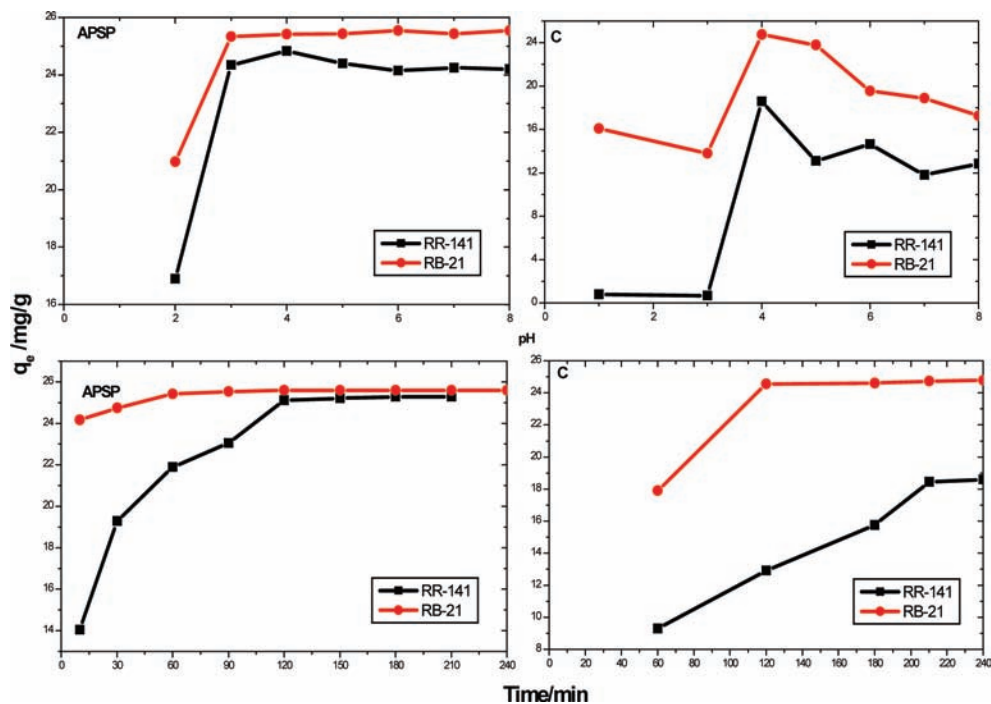 APSP
26
24
22
20
18
16
0 2 4 6 8
RR-141
RB-21
C
24
20
16
12
8
4
0
0 2 4 6 8
RR-141
RB-21
pH
qe /mg/g
APSP
26
24
22
20
18
16
14
0 30 60 90 120 150 180 210 240
RR-141
RB-21
C
26
24
22
20
18
16
14
12
10
8
0 20 40 60 80 100 120 140 160 180 200 220 240
RR-141
RB-21
Time/min